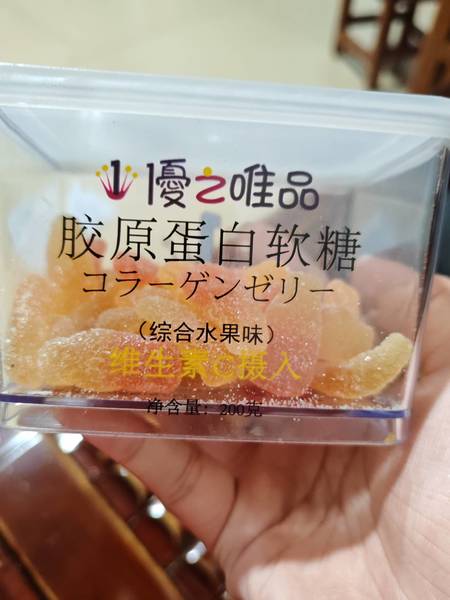 優之唯品
胶原蛋白软糖
コラーゲンゼリー
（综合水果味）
维生素C摄入
净含量：200克